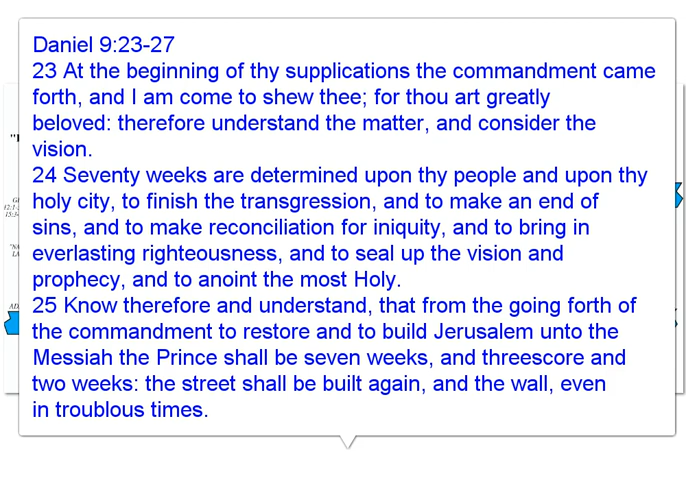 Daniel 9:23-27
23 At the beginning of thy supplications the commandment came
forth, and I am come to shew thee; for thou art greatly
beloved: therefore understand the matter, and consider the
vision.
24 Seventy weeks are determined upon thy people and upon thy
holy city, to finish the transgression, and to make an end of
sins, and to make reconciliation for iniquity, and to bring in
everlasting righteousness, and to seal up the vision and
prophecy, and to anoint the most Holy.
25 Know therefore and understand, that from the going forth of
the commandment to restore and to build Jerusalem unto the
Messiah the Prince shall be seven weeks, and threescore and
two weeks: the street shall be built again, and the wall, even
in troublous times.